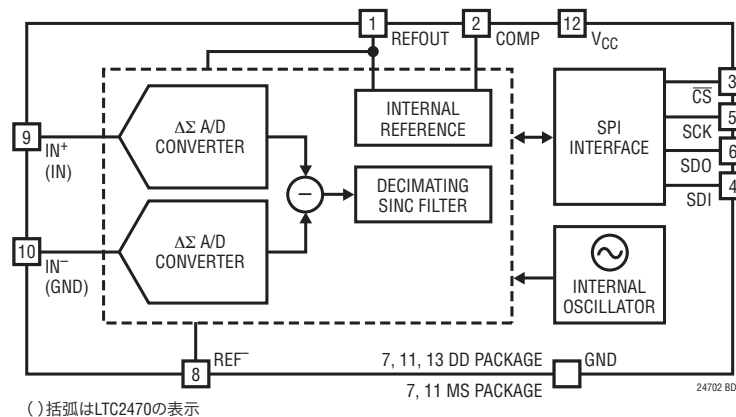 1
REFOUT
2
COMP
12
VCC
INTERNAL
REFERENCE
ΔΣ A/D
CONVERTER
9
IN+
(IN)
SPI
INTERFACE
3
CS
5
SCK
6
SDO
4
SDI
−
DECIMATING
SINC FILTER
ΔΣ A/D
CONVERTER
10
IN−
(GND)
INTERNAL
OSCILLATOR
8
REF−
7, 11, 13 DD PACKAGE
7, 11 MS PACKAGE
GND
24702 BD
( )括弧はLTC2470の表示